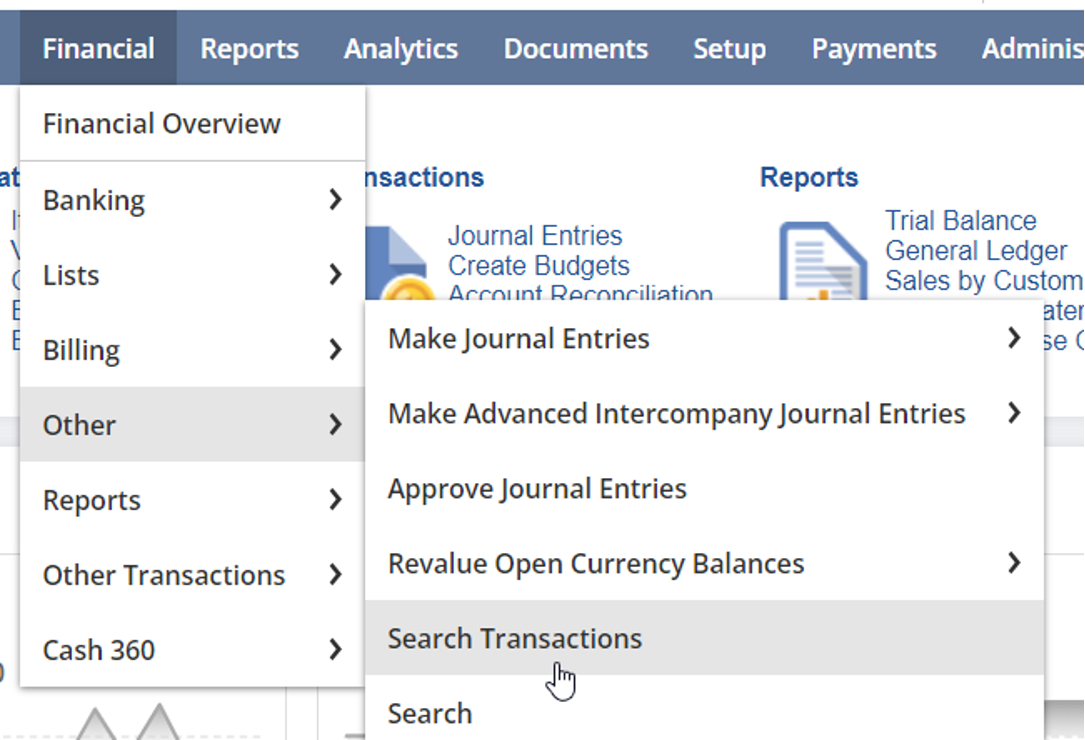 Financial Reports Analytics Documents Setup Payments Adminis
Financial Overview
Banking
Lists
Billing
Other
Reports
Other Transactions
Cash 360
nsactions
Journal Entries
Create Budgets
Account Reconciliation
Reports
Trial Balance
General Ledger
Sales by Custom
Make Journal Entries
Make Advanced Intercompany Journal Entries
Approve Journal Entries
Revalue Open Currency Balances
Search Transactions
Search